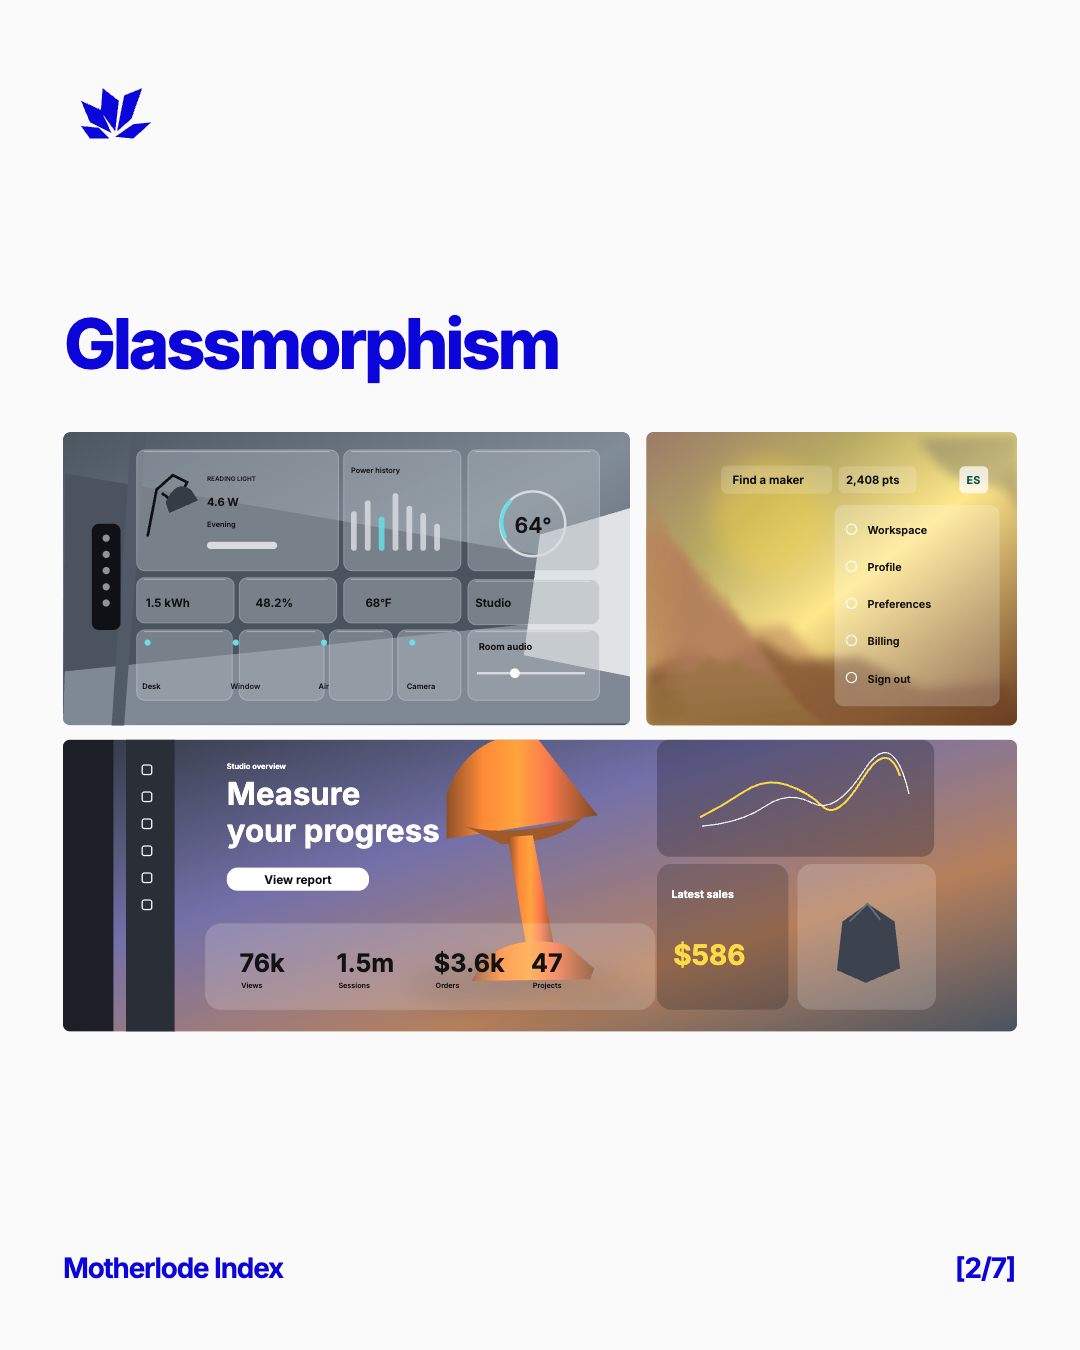 Glassmorphism
READING LIGHT
4.6 W
Evening
Power history
64°
1.5 kWh
48.2%
68°F
Studio
Desk
Window
Air
Camera
Room audio
Find a maker
2,408 pts
ES
Workspace
Profile
Preferences
Billing
Sign out
Studio overview
Measure
your progress
View report
76k
Views
1.5m
Sessions
$3.6k
Orders
47
Projects
Latest sales
$586
Motherlode Index
[2/7]